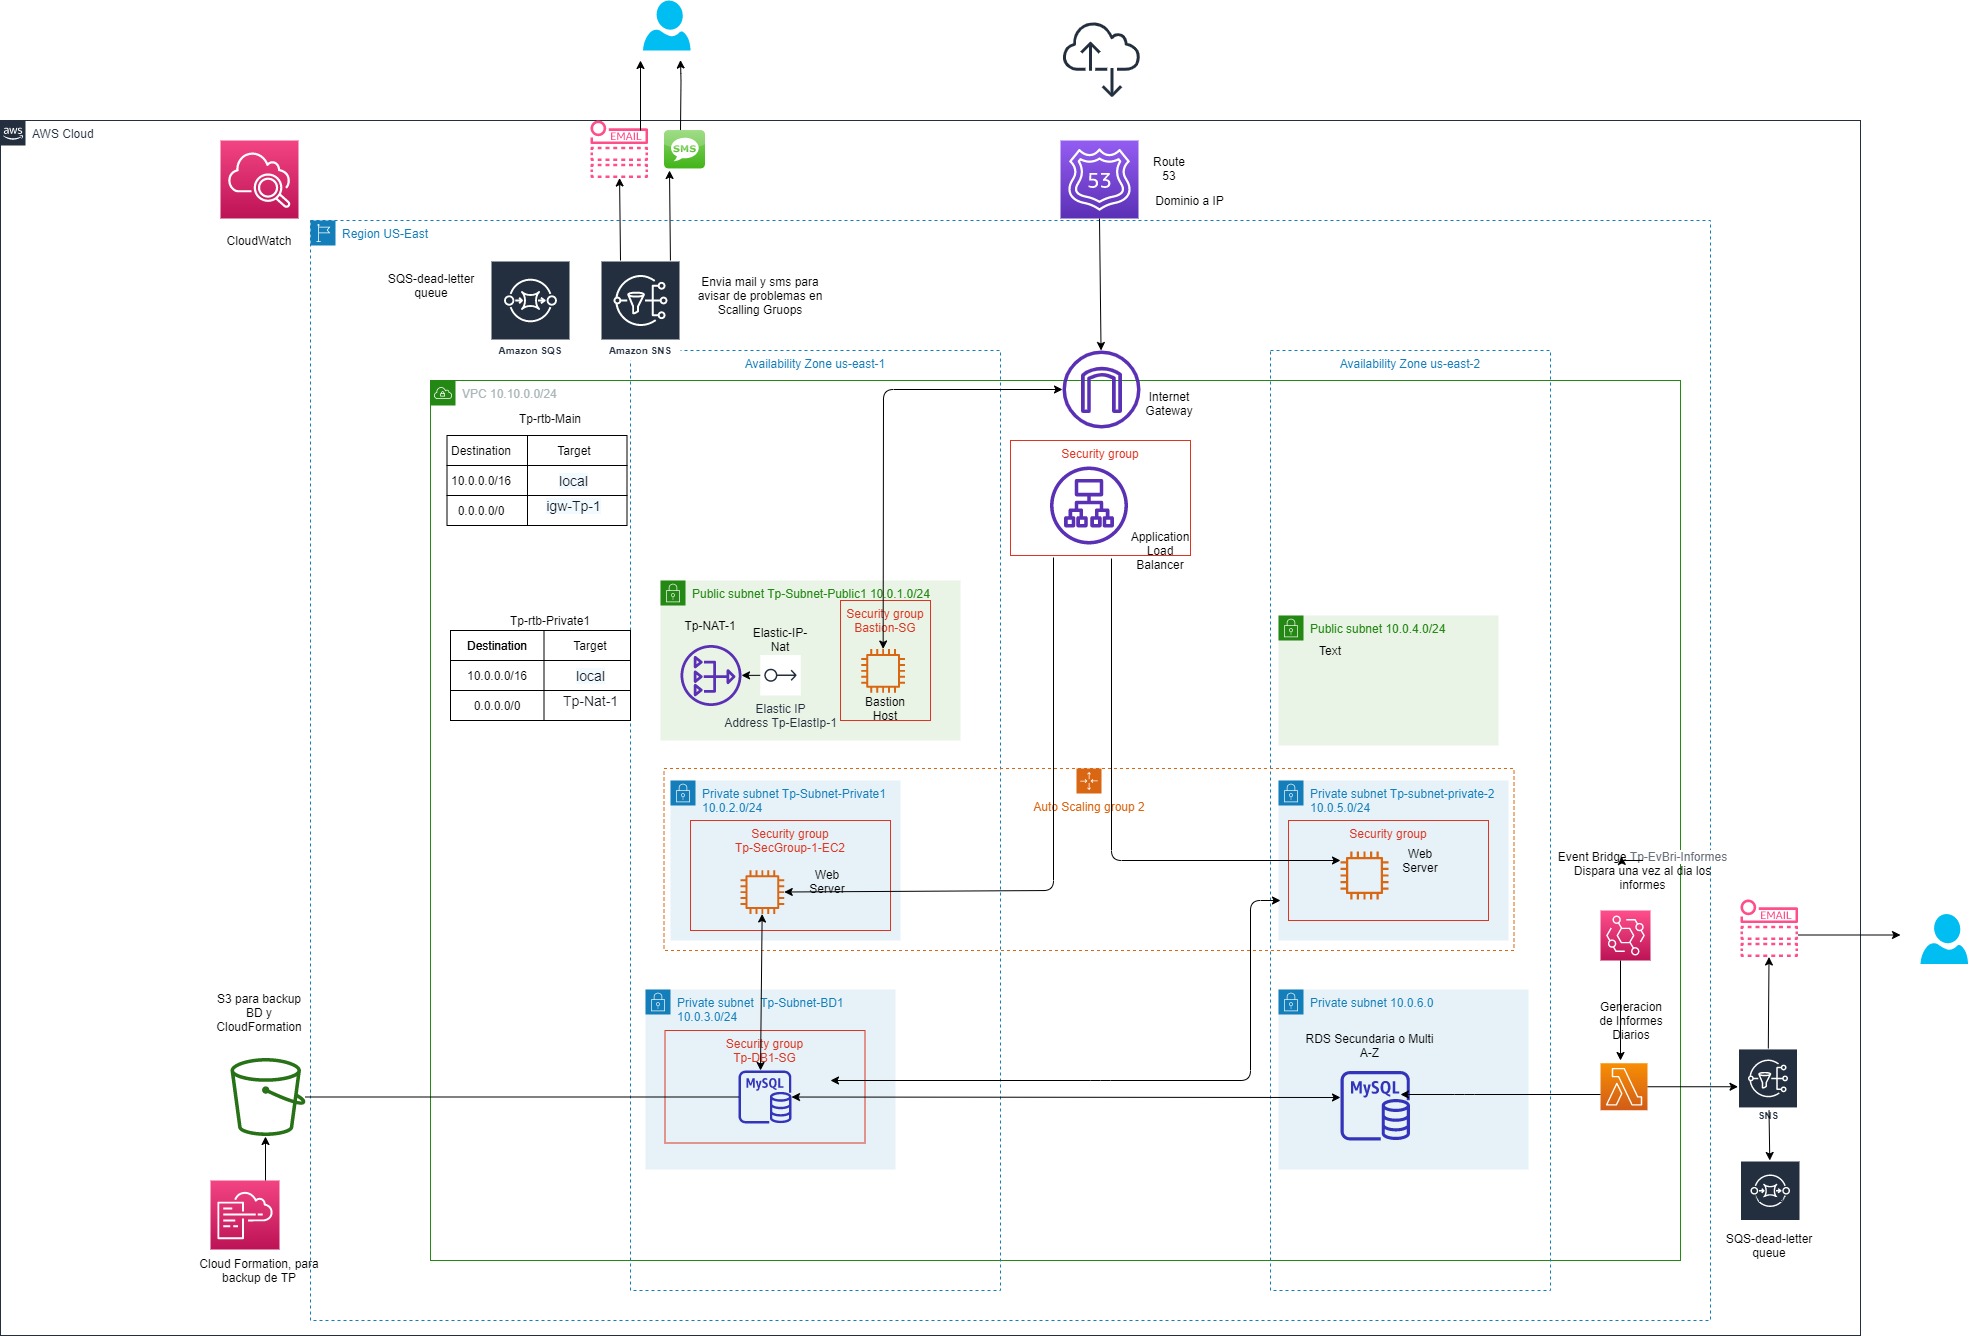 aws
AWS Cloud
CloudWatch
EMAIL
SMS
53
Route
53
Dominio a IP
Region US-East
SQS-dead-letter
queue
Amazon SQS
Amazon SNS
Envia mail y sms para
avisar de problemas en
Scalling Gruops
Availability Zone us-east-1
Availability Zone us-east-2
Internet
Gateway
VPC 10.10.0.0/24
Tp-rtb-Main
Destination Target
10.0.0.0/16 local
0.0.0.0/0 igw-Tp-1
Security group
Application
Load
Balancer
Tp-rtb-Private1
Destination Target
10.0.0.0/16 local
0.0.0.0/0 Tp-Nat-1
Public subnet Tp-Subnet-Public1 10.0.1.0/24
Tp-NAT-1
Elastic-IP-
Nat
Elastic IP
Address Tp-ElastIp-1
Security group
Bastion-SG
Bastion
Host
Public subnet 10.0.4.0/24
Text
Auto Scaling group 2
Private subnet Tp-Subnet-Private1
10.0.2.0/24
Security group
Tp-SecGroup-1-EC2
Web
Server
Private subnet Tp-subnet-private-2
10.0.5.0/24
Security group
Web
Server
Event Bridge Tp-EvBri-Informes
Dispara una vez al dia los
informes
EMAIL
Generacion
de Informes
Diarios
SNS
SQS-dead-letter
queue
Private subnet Tp-Subnet-BD1
10.0.3.0/24
Security group
Tp-DB1-SG
MySQL
Private subnet 10.0.6.0
RDS Secundaria o Multi
A-Z
MySQL
S3 para backup
BD y
CloudFormation
Cloud Formation, para
backup de TP